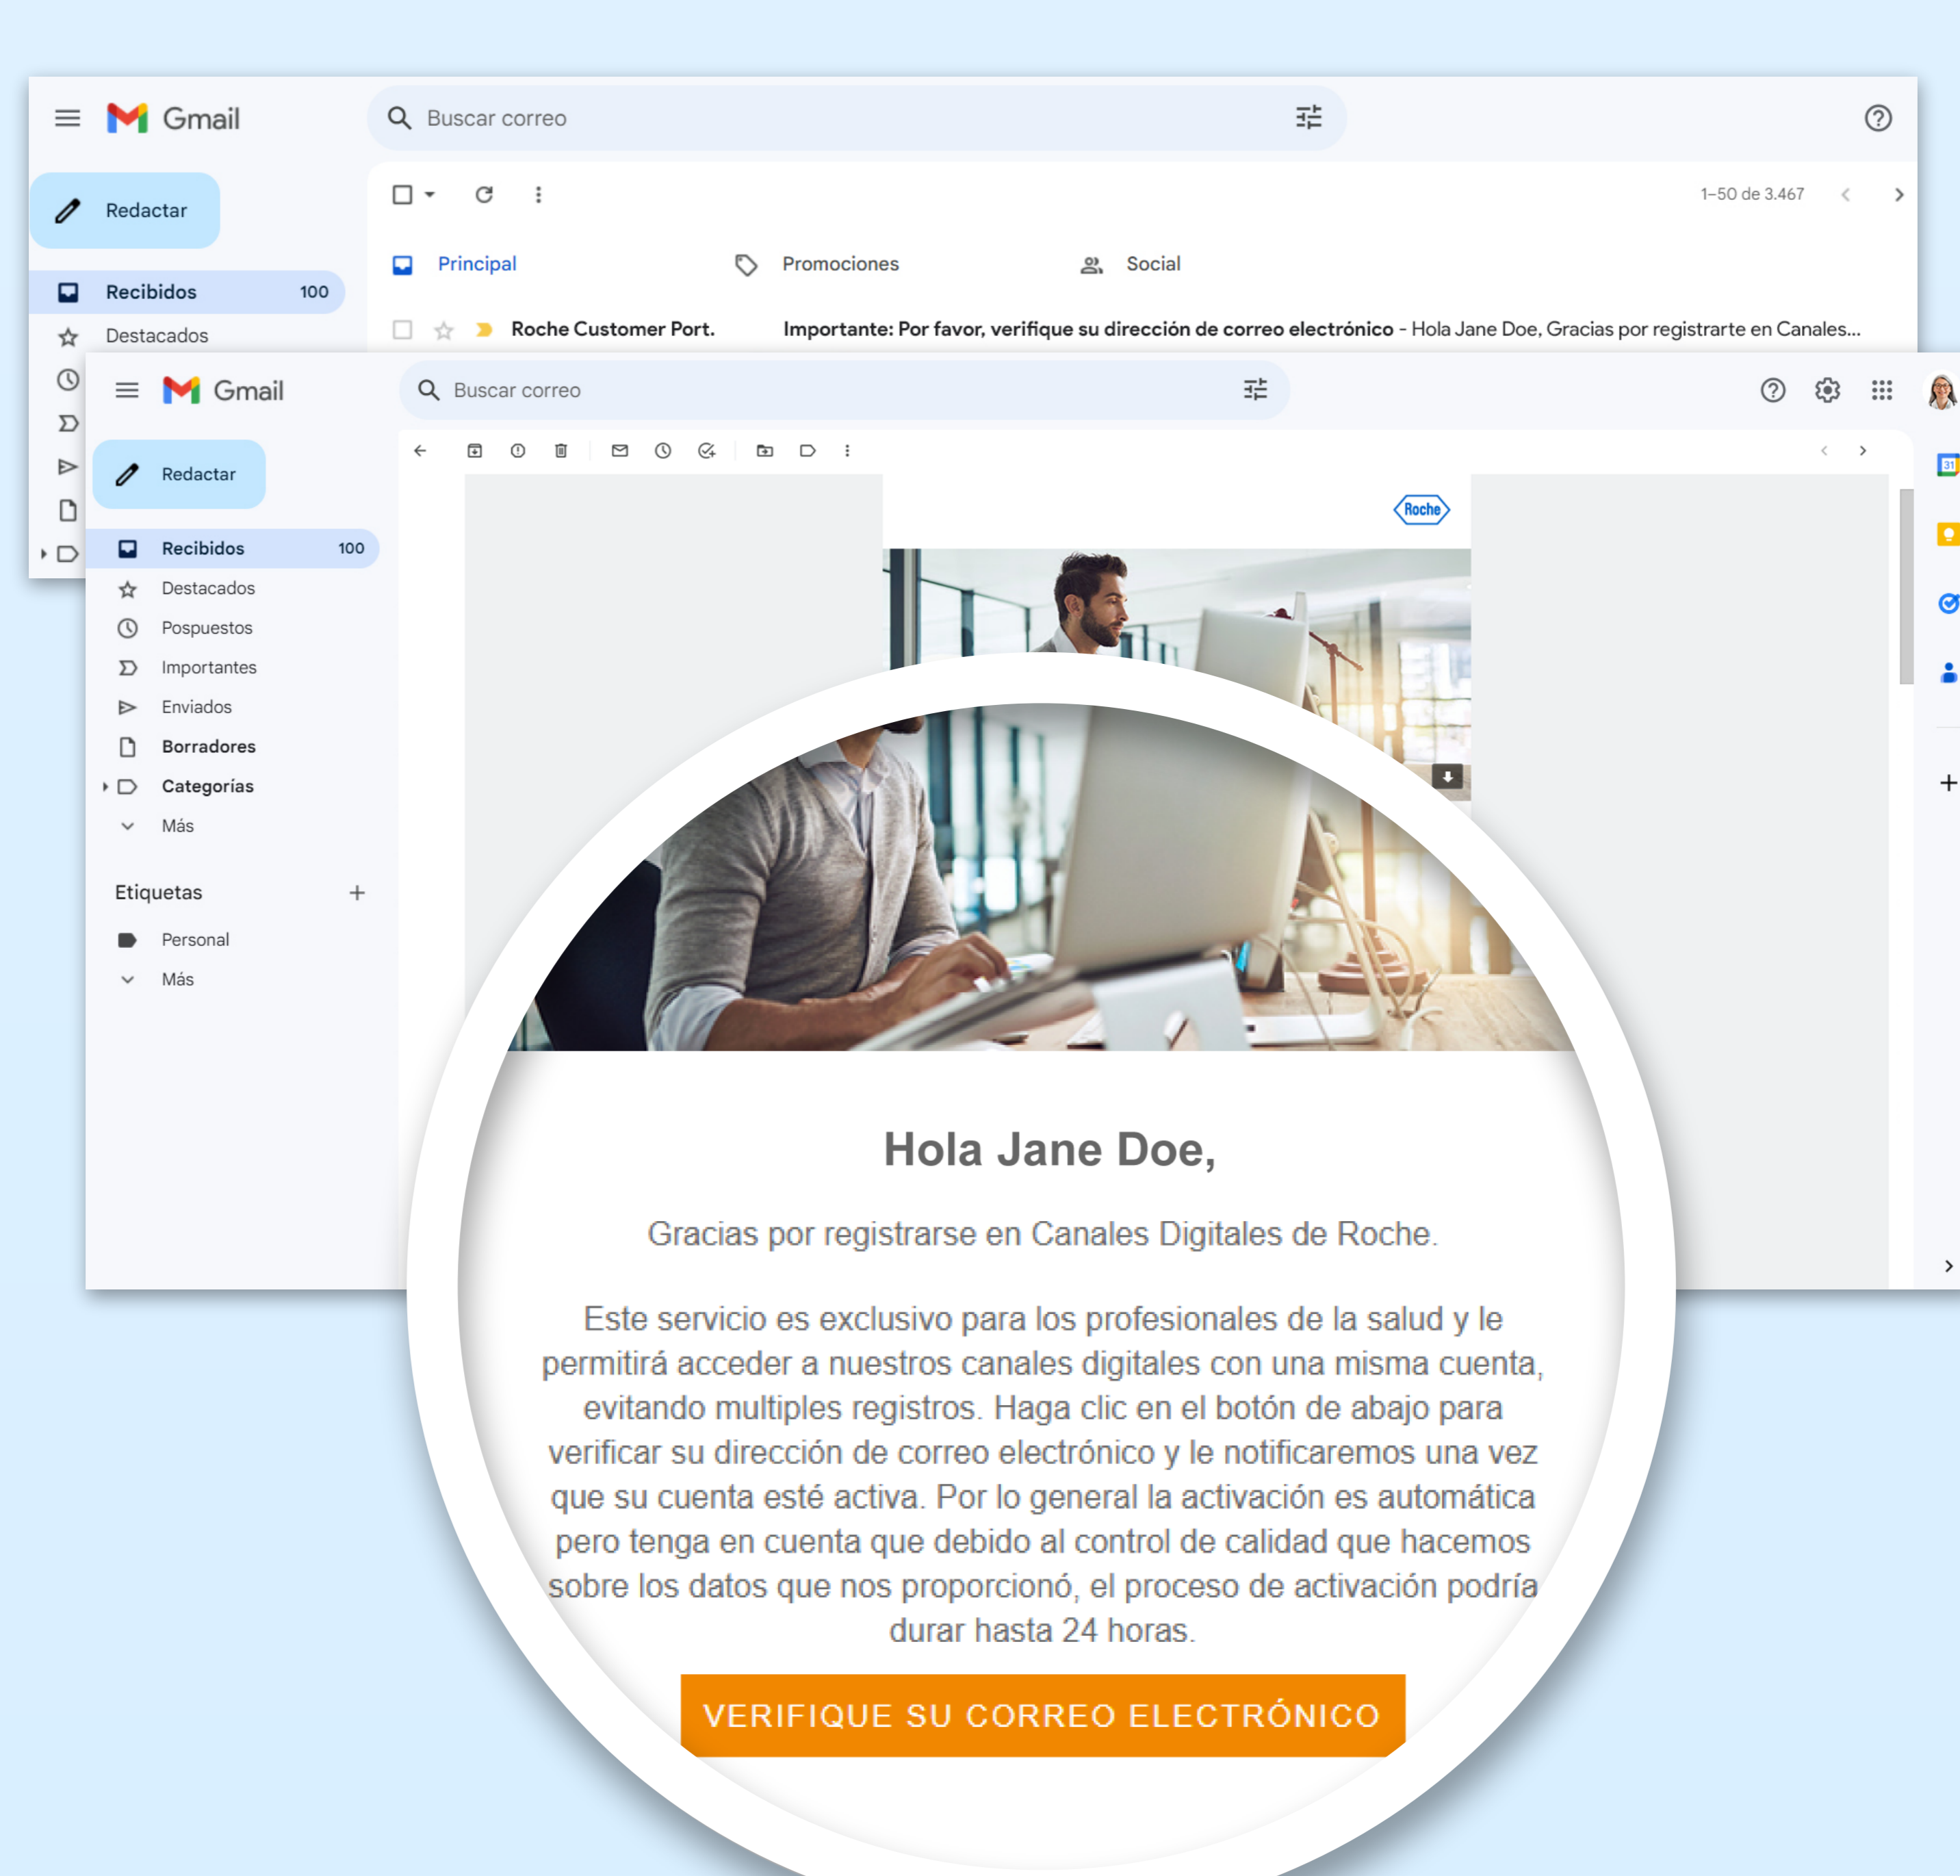 Gmail
Buscar correo
Redactar
1–50 de 3.467
Principal
Promociones
Social
Recibidos 100
Destacados
Roche Customer Port. Importante: Por favor, verifique su dirección de correo electrónico - Hola Jane Doe, Gracias por registrarte en Canales...
Gmail
Buscar correo
Redactar
Recibidos 100
Destacados
Pospuestos
Importantes
Enviados
Borradores
Categorías
Más
Etiquetas
Personal
Más
Roche
31
Hola Jane Doe,
Gracias por registrarse en Canales Digitales de Roche.
Este servicio es exclusivo para los profesionales de la salud y le
permitirá acceder a nuestros canales digitales con una misma cuenta,
evitando multiples registros. Haga clic en el botón de abajo para
verificar su dirección de correo electrónico y le notificaremos una vez
que su cuenta esté activa. Por lo general la activación es automática
pero tenga en cuenta que debido al control de calidad que hacemos
sobre los datos que nos proporcionó, el proceso de activación podría
durar hasta 24 horas.
VERIFIQUE SU CORREO ELECTRÓNICO